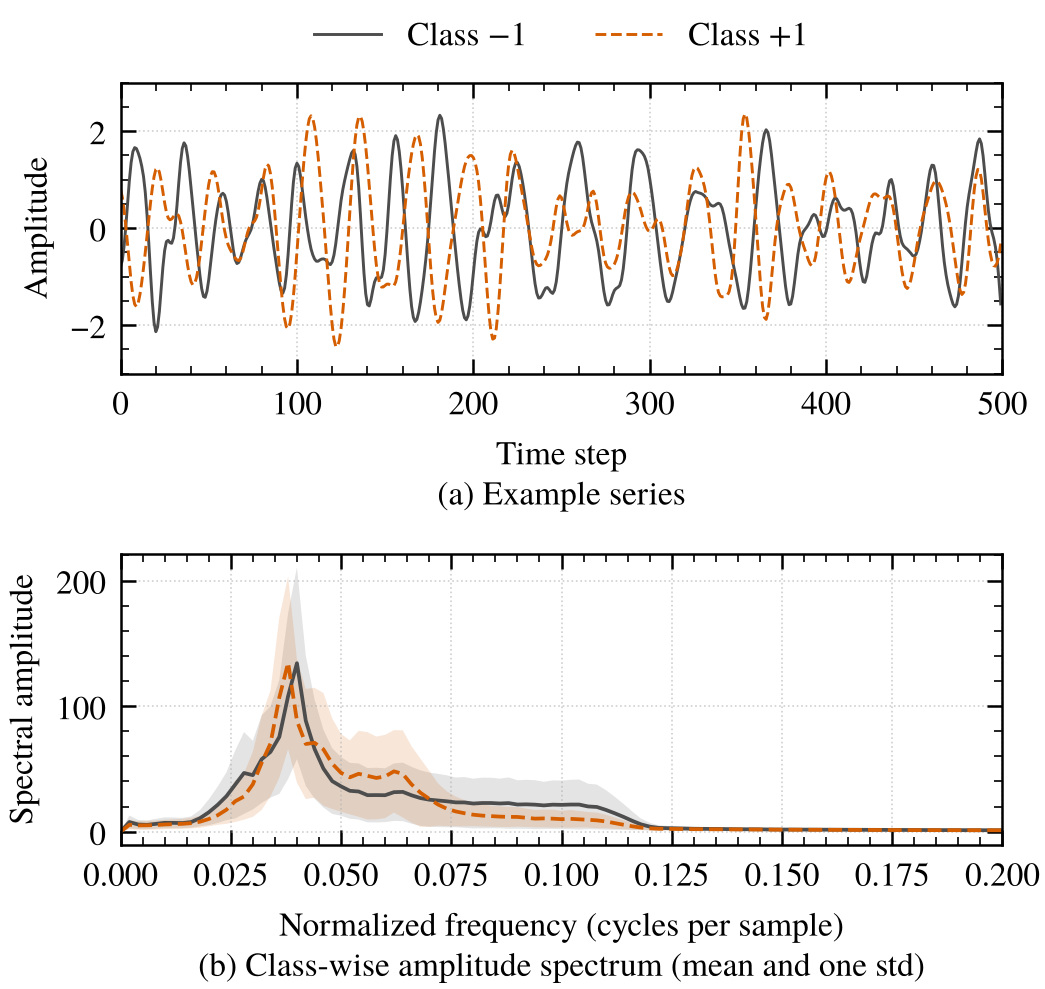 Class −1 Class +1
Amplitude
2
0
−2
0 100 200 300 400 500
Time step
(a) Example series
Spectral amplitude
200
100
0
0.000 0.025 0.050 0.075 0.100 0.125 0.150 0.175 0.200
Normalized frequency (cycles per sample)
(b) Class-wise amplitude spectrum (mean and one std)